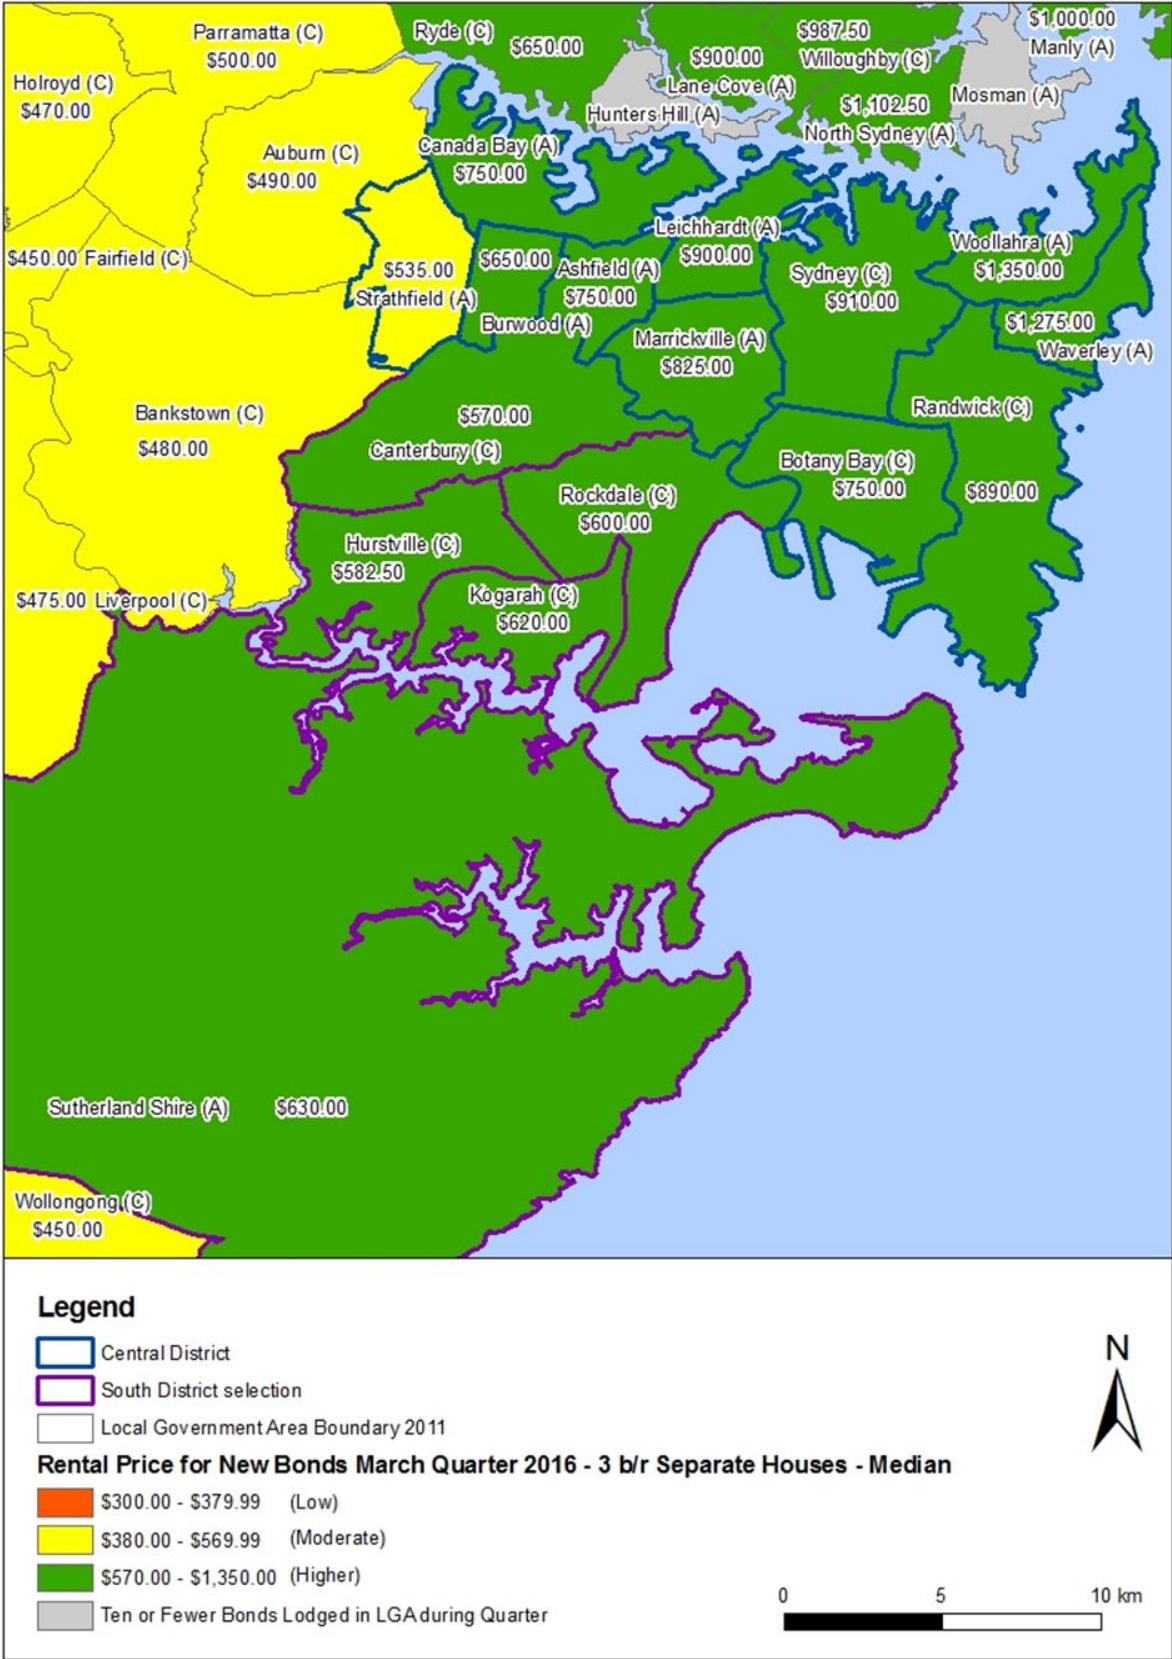 Parramatta (C)
$500.00
Ryde (C)
$650.00
$987.50
Willoughby (C)
$1,000.00
Manly (A)
Holroyd (C)
$470.00
$900.00
Lane Cove (A)
Hunters Hill (A)
$1,102.50
North Sydney (A)
Mosman (A)
Auburn (C)
$490.00
Canada Bay (A)
$750.00
$450.00 Fairfield (C)
$535.00
Strathfield (A)
$650.00
Burwood (A)
Ashfield (A)
$750.00
Leichhardt (A)
$900.00
Sydney (C)
$910.00
Woollahra (A)
$1,350.00
$1,275.00
Waverley (A)
Marrickville (A)
$825.00
Bankstown (C)
$480.00
$570.00
Canterbury (C)
Randwick (C)
$890.00
Botany Bay (C)
$750.00
Rockdale (C)
$600.00
Hurstville (C)
$582.50
Kogarah (C)
$620.00
$475.00 Liverpool (C)
Sutherland Shire (A) $630.00
Wollongong (C)
$450.00
Legend
Central District
South District selection
Local Government Area Boundary 2011
Rental Price for New Bonds March Quarter 2016 - 3 b/r Separate Houses - Median
$300.00 - $379.99 (Low)
$380.00 - $569.99 (Moderate)
$570.00 - $1,350.00 (Higher)
Ten or Fewer Bonds Lodged in LGA during Quarter
N
0 5 10 km